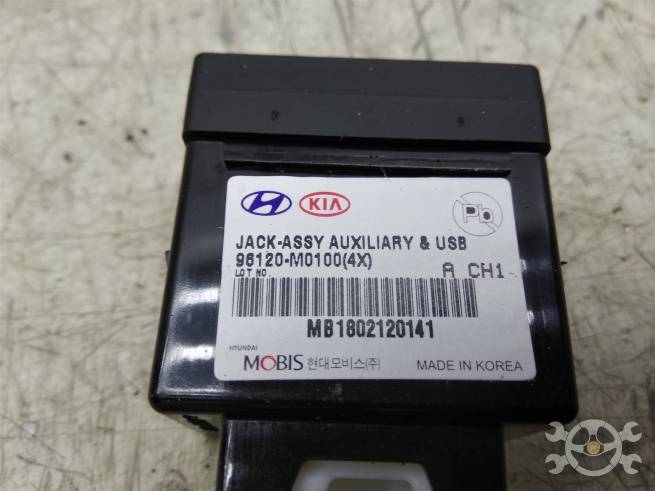 KIA
Pb
JACK-ASSY AUXILIARY & USB
96120-M0100(4X)
LOT NO.
A CH1
MB1802120141
HYUNDAI
MOBIS 현대모비스(주)
MADE IN KOREA